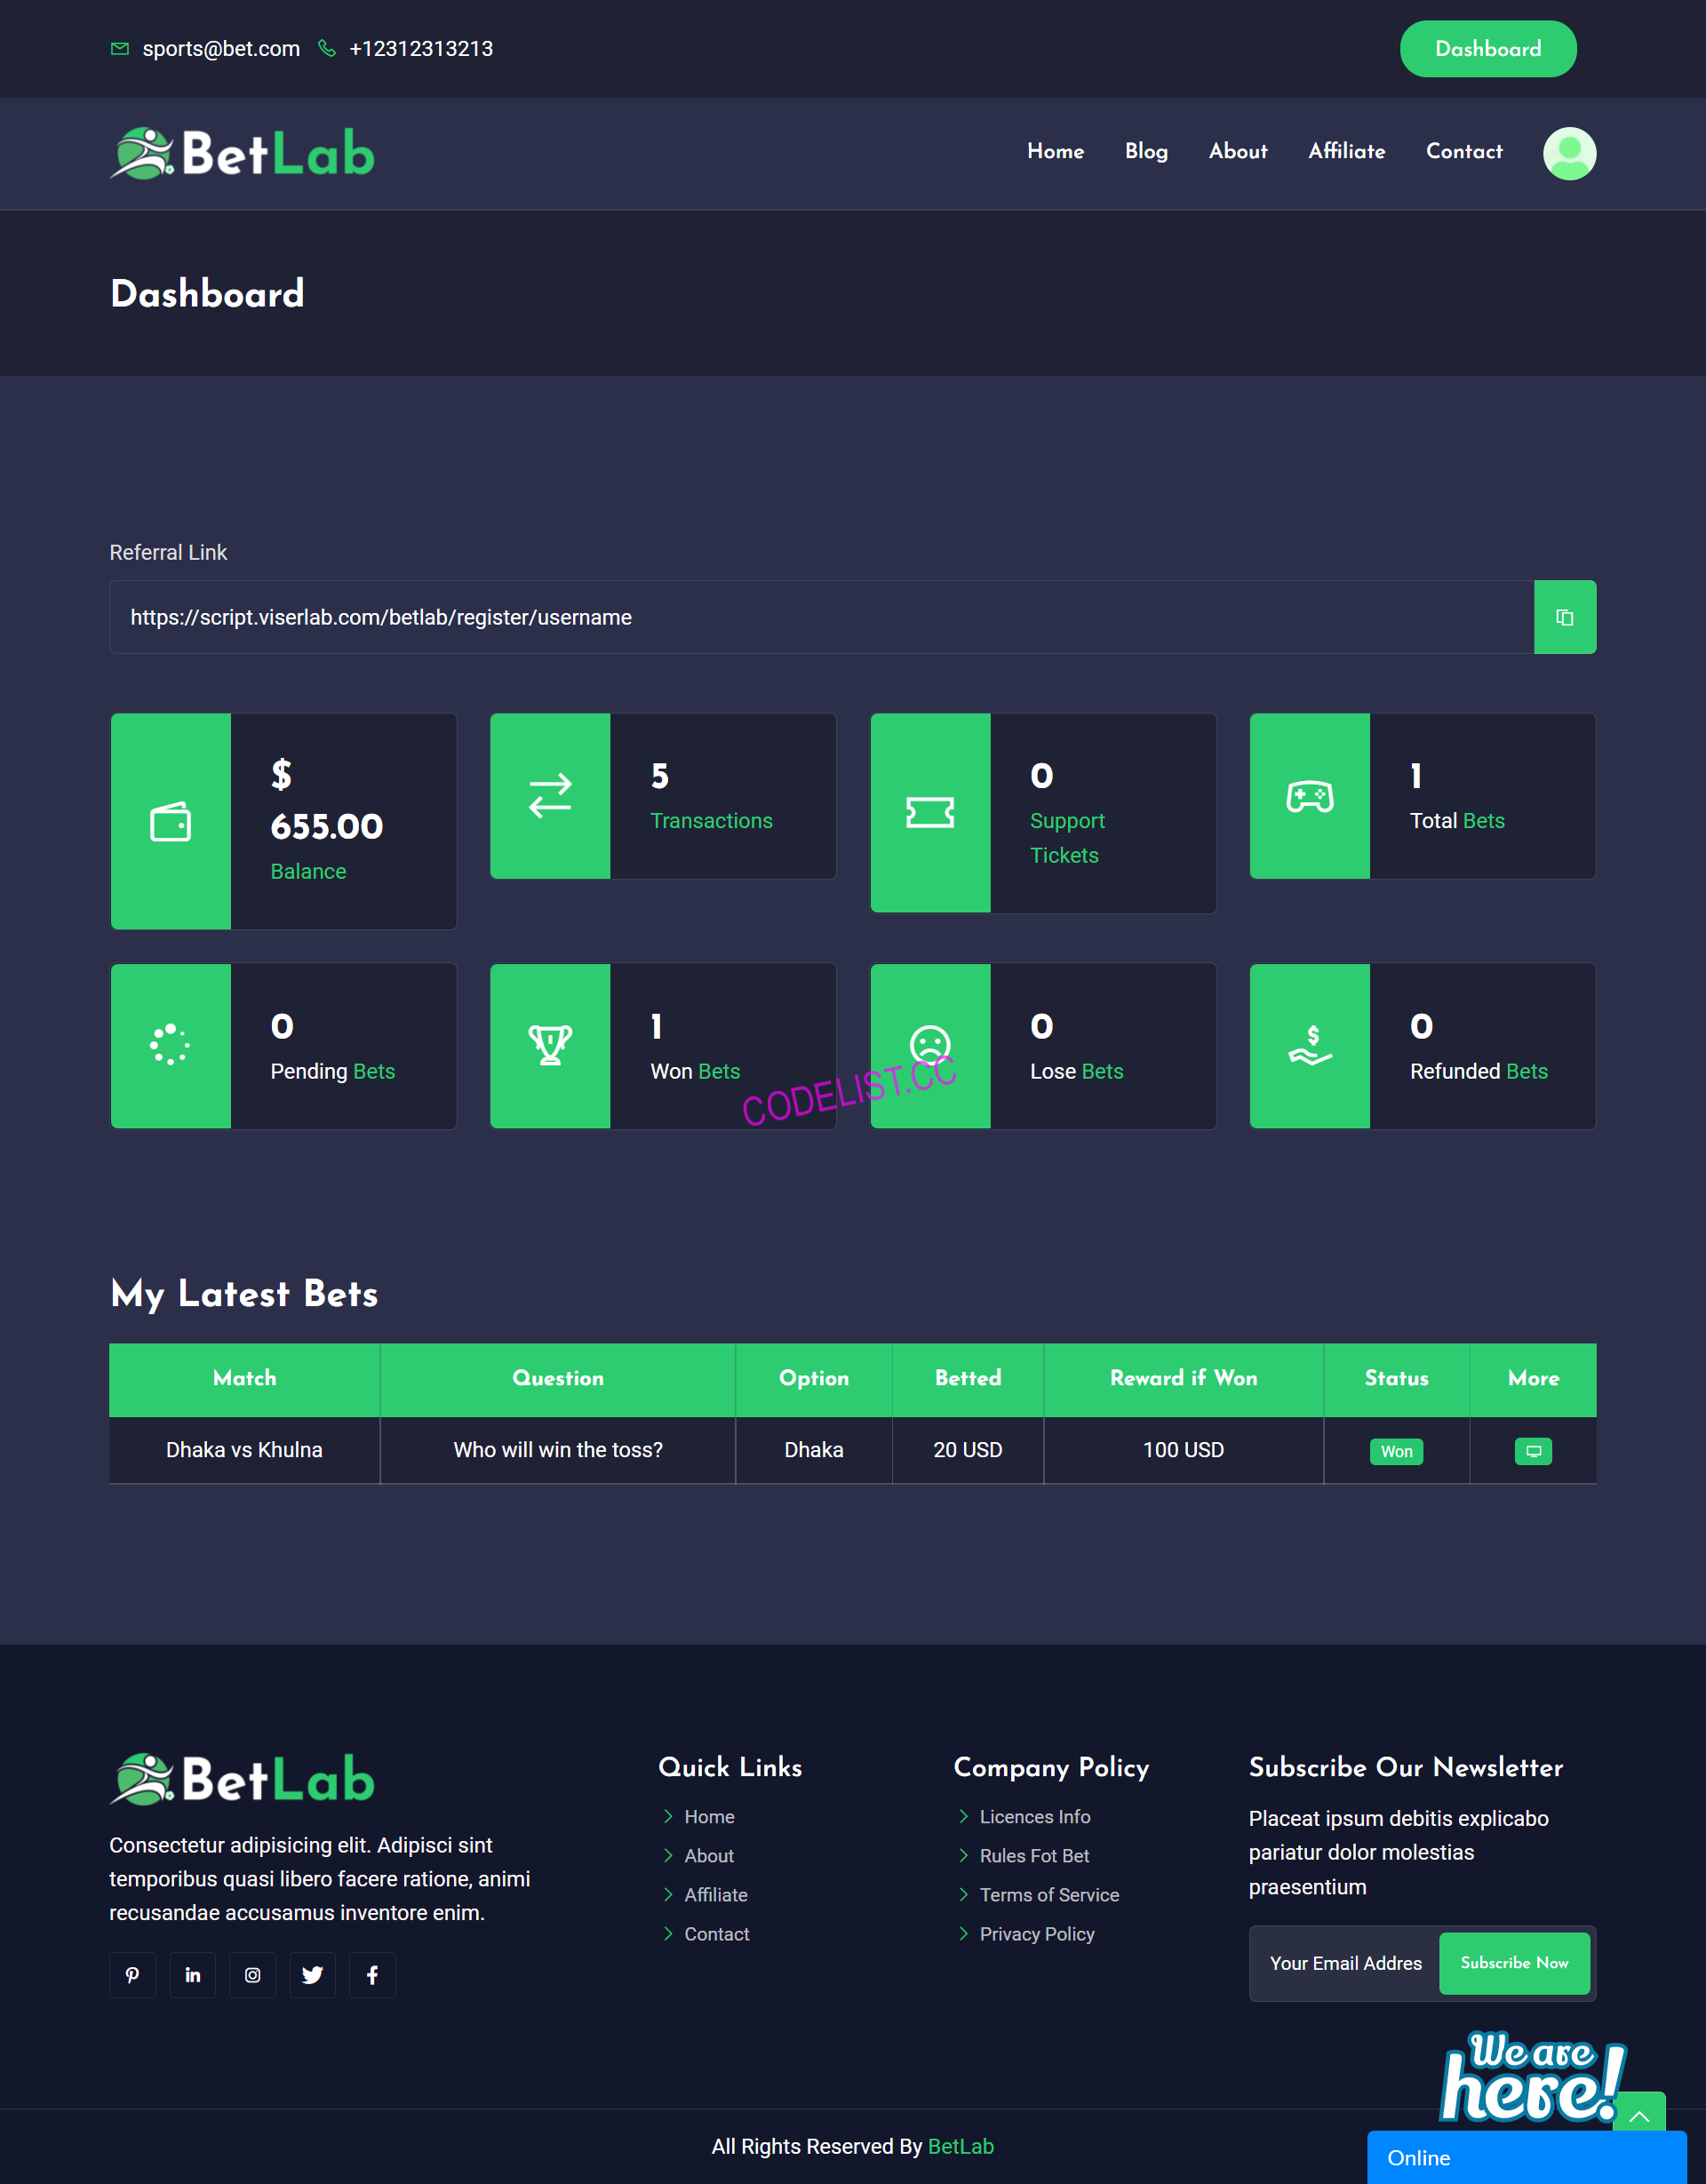 sports@bet.com +12312313213 Dashboard
BetLab Home Blog About Affiliate Contact
Dashboard
Referral Link
https://script.viserlab.com/betlab/register/username
$
655.00
Balance
5
Transactions
0
Support
Tickets
1
Total Bets
0
Pending Bets
1
Won Bets
0
Lose Bets
0
Refunded Bets
CODELIST.CC
My Latest Bets
Match Question Option Betted Reward if Won Status More
Dhaka vs Khulna Who will win the toss? Dhaka 20 USD 100 USD Won
BetLab
Consectetur adipisicing elit. Adipisci sint
temporibus quasi libero facere ratione, animi
recusandae accusamus inventore enim.
Quick Links
Home
About
Affiliate
Contact
Company Policy
Licences Info
Rules Fot Bet
Terms of Service
Privacy Policy
Subscribe Our Newsletter
Placeat ipsum debitis explicabo
pariatur dolor molestias
praesentium
Your Email Addres Subscribe Now
We are
here!
All Rights Reserved By BetLab
Online